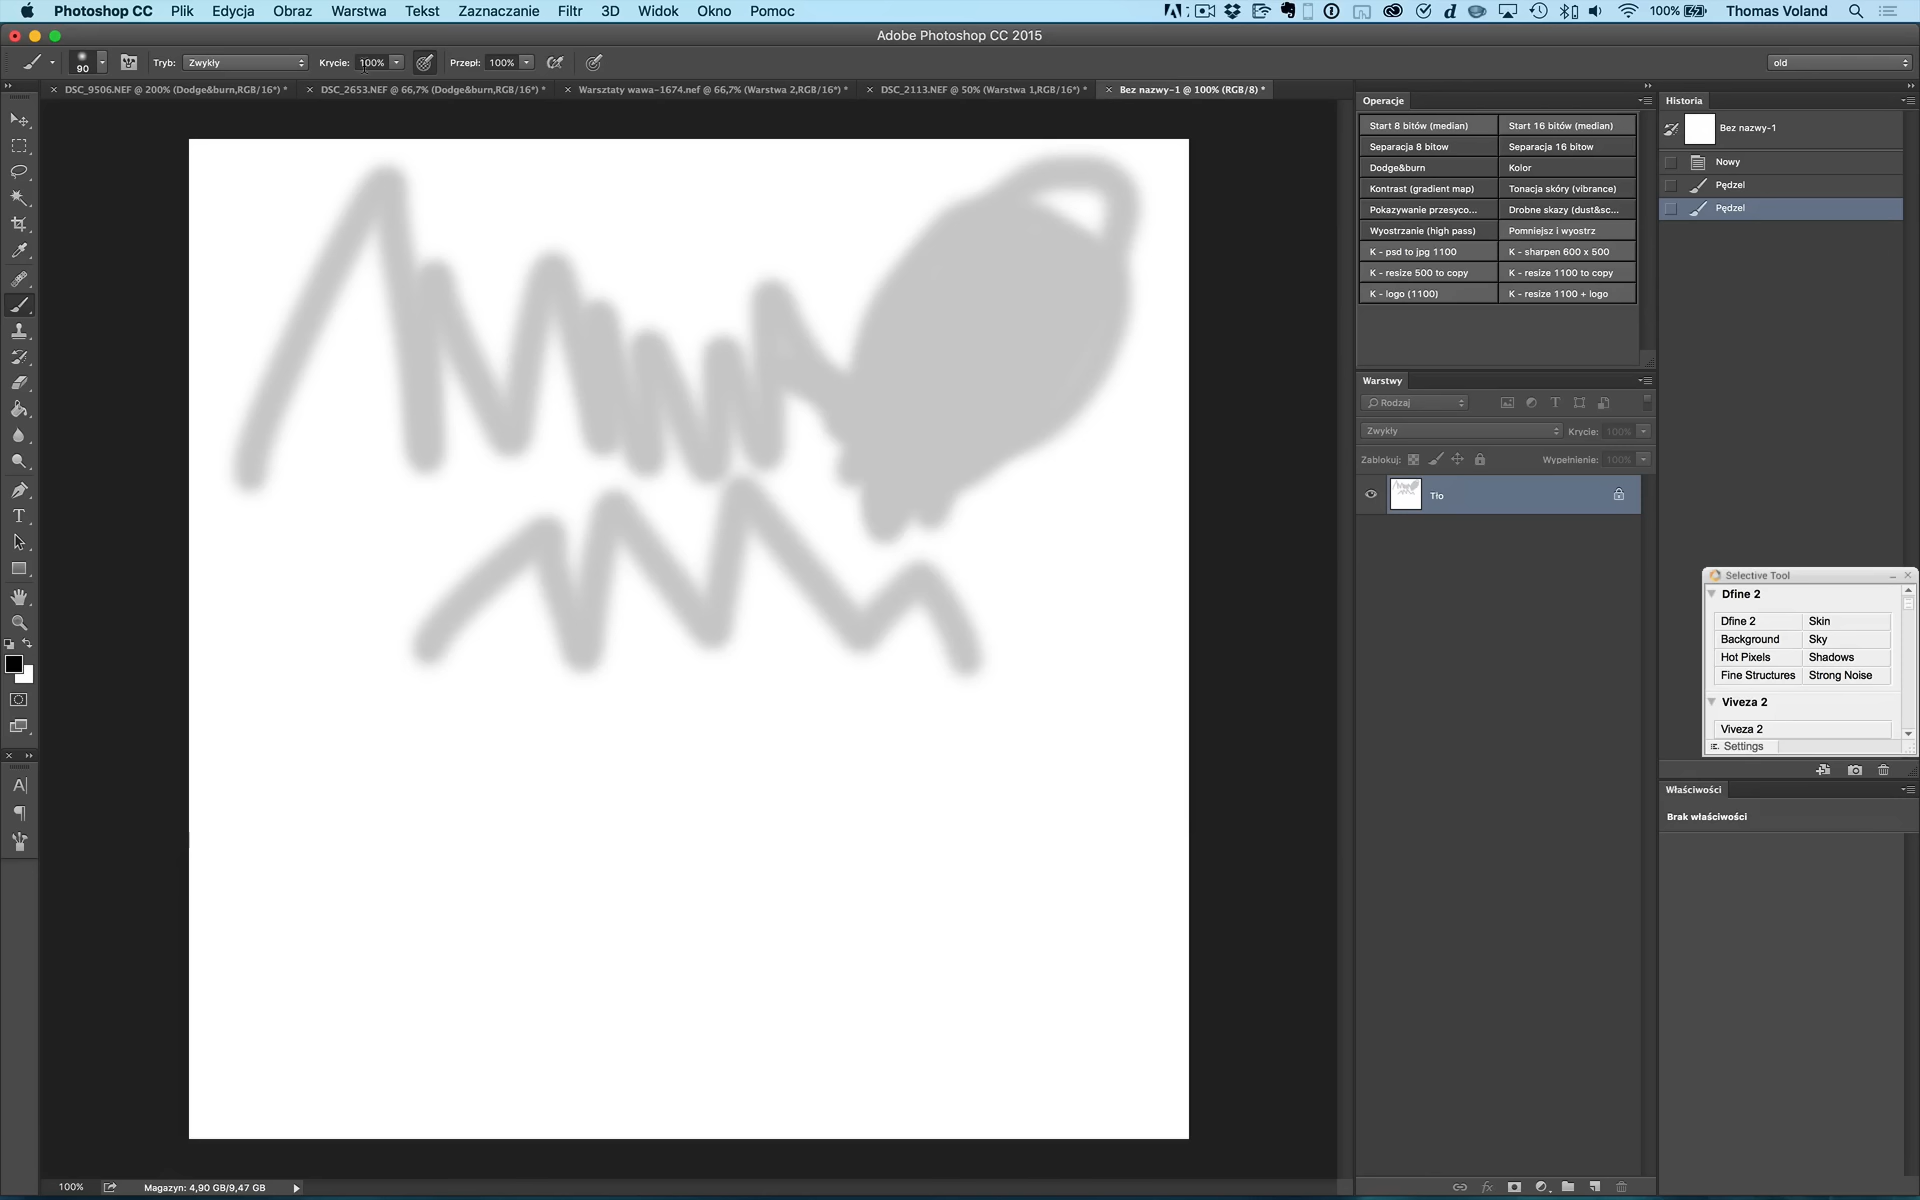 Photoshop CC Plik Edycja Obraz Warstwa Tekst Zaznaczanie Filtr 3D Widok Okno Pomoc 100% Thomas Voland
Adobe Photoshop CC 2015
90 Tryb: Zwykły Krycie: 100% Przepł: 100% old
DSC_9506.NEF @ 200% (Dodge&burn,RGB/16*) * DSC_2653.NEF @ 66,7% (Dodge&burn,RGB/16*) * Warsztaty wawa-1674.nef @ 66,7% (Warstwa 2,RGB/16*) * DSC_2113.NEF @ 50% (Warstwa 1,RGB/16*) * Bez nazwy-1 @ 100% (RGB/8) *
Operacje
Start 8 bitów (median) Start 16 bitów (median)
Separacja 8 bitow Separacja 16 bitow
Dodge&burn Kolor
Kontrast (gradient map) Tonacja skóry (vibrance)
Pokazywanie przesyco... Drobne skazy (dust&sc...
Wyostrzanie (high pass) Pomniejsz i wyostrz
K - psd to jpg 1100 K - sharpen 600 x 500
K - resize 500 to copy K - resize 1100 to copy
K - logo (1100) K - resize 1100 + logo
Historia
Bez nazwy-1
Nowy
Pędzel
Pędzel
Warstwy
Rodzaj
Zwykły Krycie: 100%
Zablokuj: Wypełnienie: 100%
Tło
Selective Tool
Dfine 2
Dfine 2 Skin
Background Sky
Hot Pixels Shadows
Fine Structures Strong Noise
Viveza 2
Viveza 2
Settings
Właściwości
Brak właściwości
100% Magazyn: 4,90 GB/9,47 GB